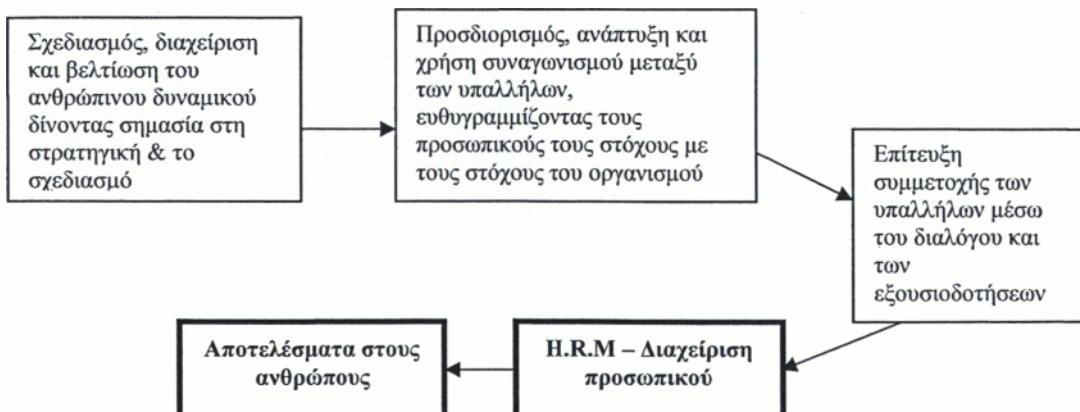 Σχεδιασμός, διαχείριση
και βελτίωση του
ανθρώπινου δυναμικού
δίνοντας σημασία στη
στρατηγική & το
σχεδιασμό
Προσδιορισμός, ανάπτυξη και
χρήση συναγωνισμού μεταξύ
των υπαλλήλων,
ευθυγραμμίζοντας τους
προσωπικούς τους στόχους με
τους στόχους του οργανισμού
Επίτευξη
συμμετοχής των
υπαλλήλων μέσω
του διαλόγου και
των
εξουσιοδοτήσεων
H.R.M – Διαχείριση
προσωπικού
Αποτελέσματα στους
ανθρώπους